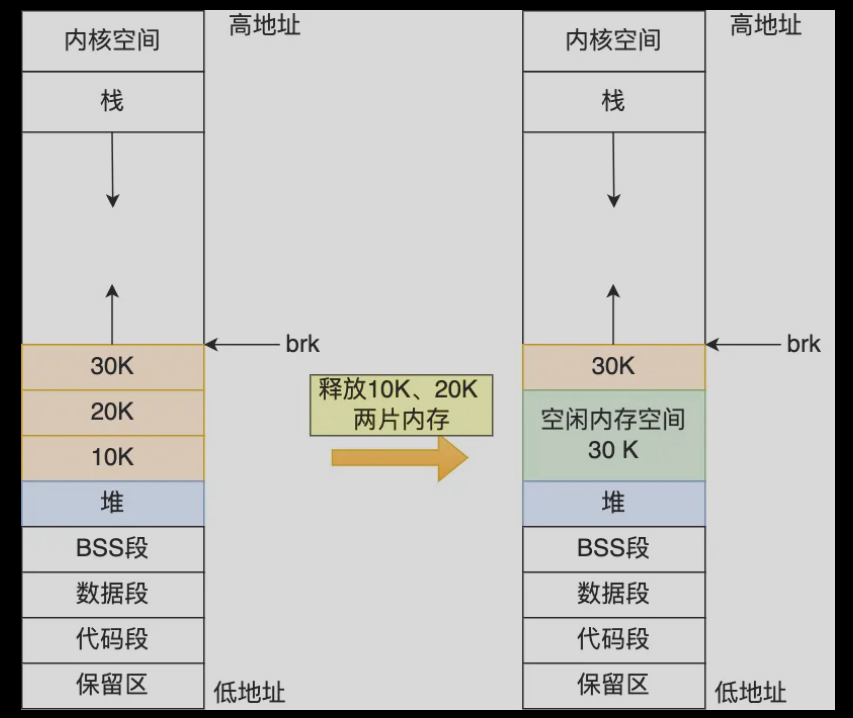 内核空间
高地址
栈
brk
30K
20K
10K
堆
BSS段
数据段
代码段
保留区
低地址
释放10K、20K
两片内存
内核空间
高地址
栈
brk
30K
空闲内存空间
30 K
堆
BSS段
数据段
代码段
保留区
低地址